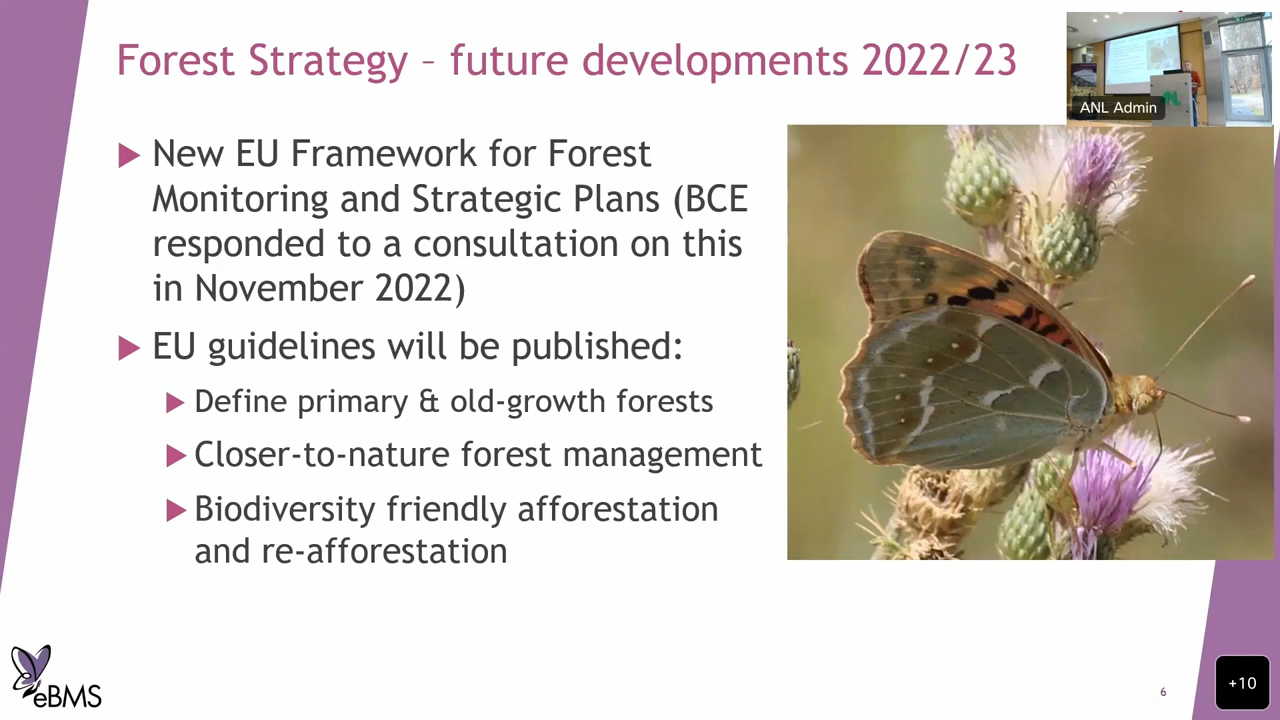 Forest Strategy – future developments 2022/23
ANL Admin
New EU Framework for Forest
Monitoring and Strategic Plans (BCE
responded to a consultation on this
in November 2022)
EU guidelines will be published:
Define primary & old-growth forests
Closer-to-nature forest management
Biodiversity friendly afforestation
and re-afforestation
eBMS
6
+10